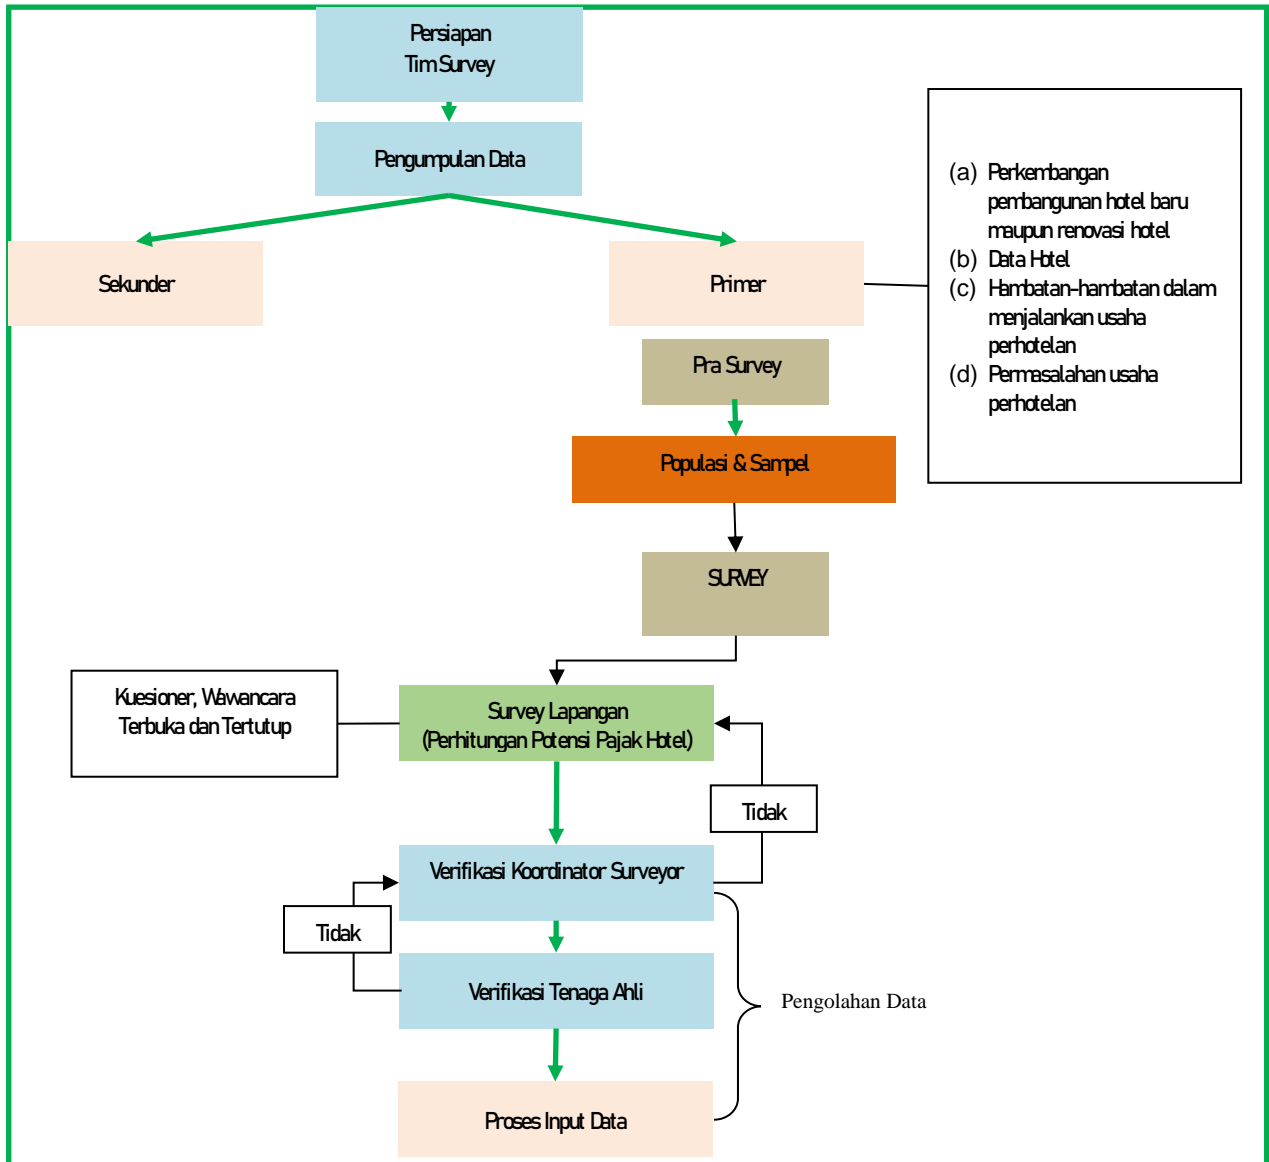 Persiapan
Tim Survey
Pengumpulan Data
Sekunder
Primer
(a) Perkembangan
pembangunan hotel baru
maupun renovasi hotel
(b) Data Hotel
(c) Hambatan-hambatan dalam
menjalankan usaha
perhotelan
(d) Permasalahan usaha
perhotelan
Pra Survey
Populasi & Sampel
SURVEY
Kuesioner, Wawancara
Terbuka dan Tertutup
Survey Lapangan
(Perhitungan Potensi Pajak Hotel)
Tidak
Verifikasi Koordinator Surveyor
Tidak
Verifikasi Tenaga Ahli
Pengolahan Data
Proses Input Data